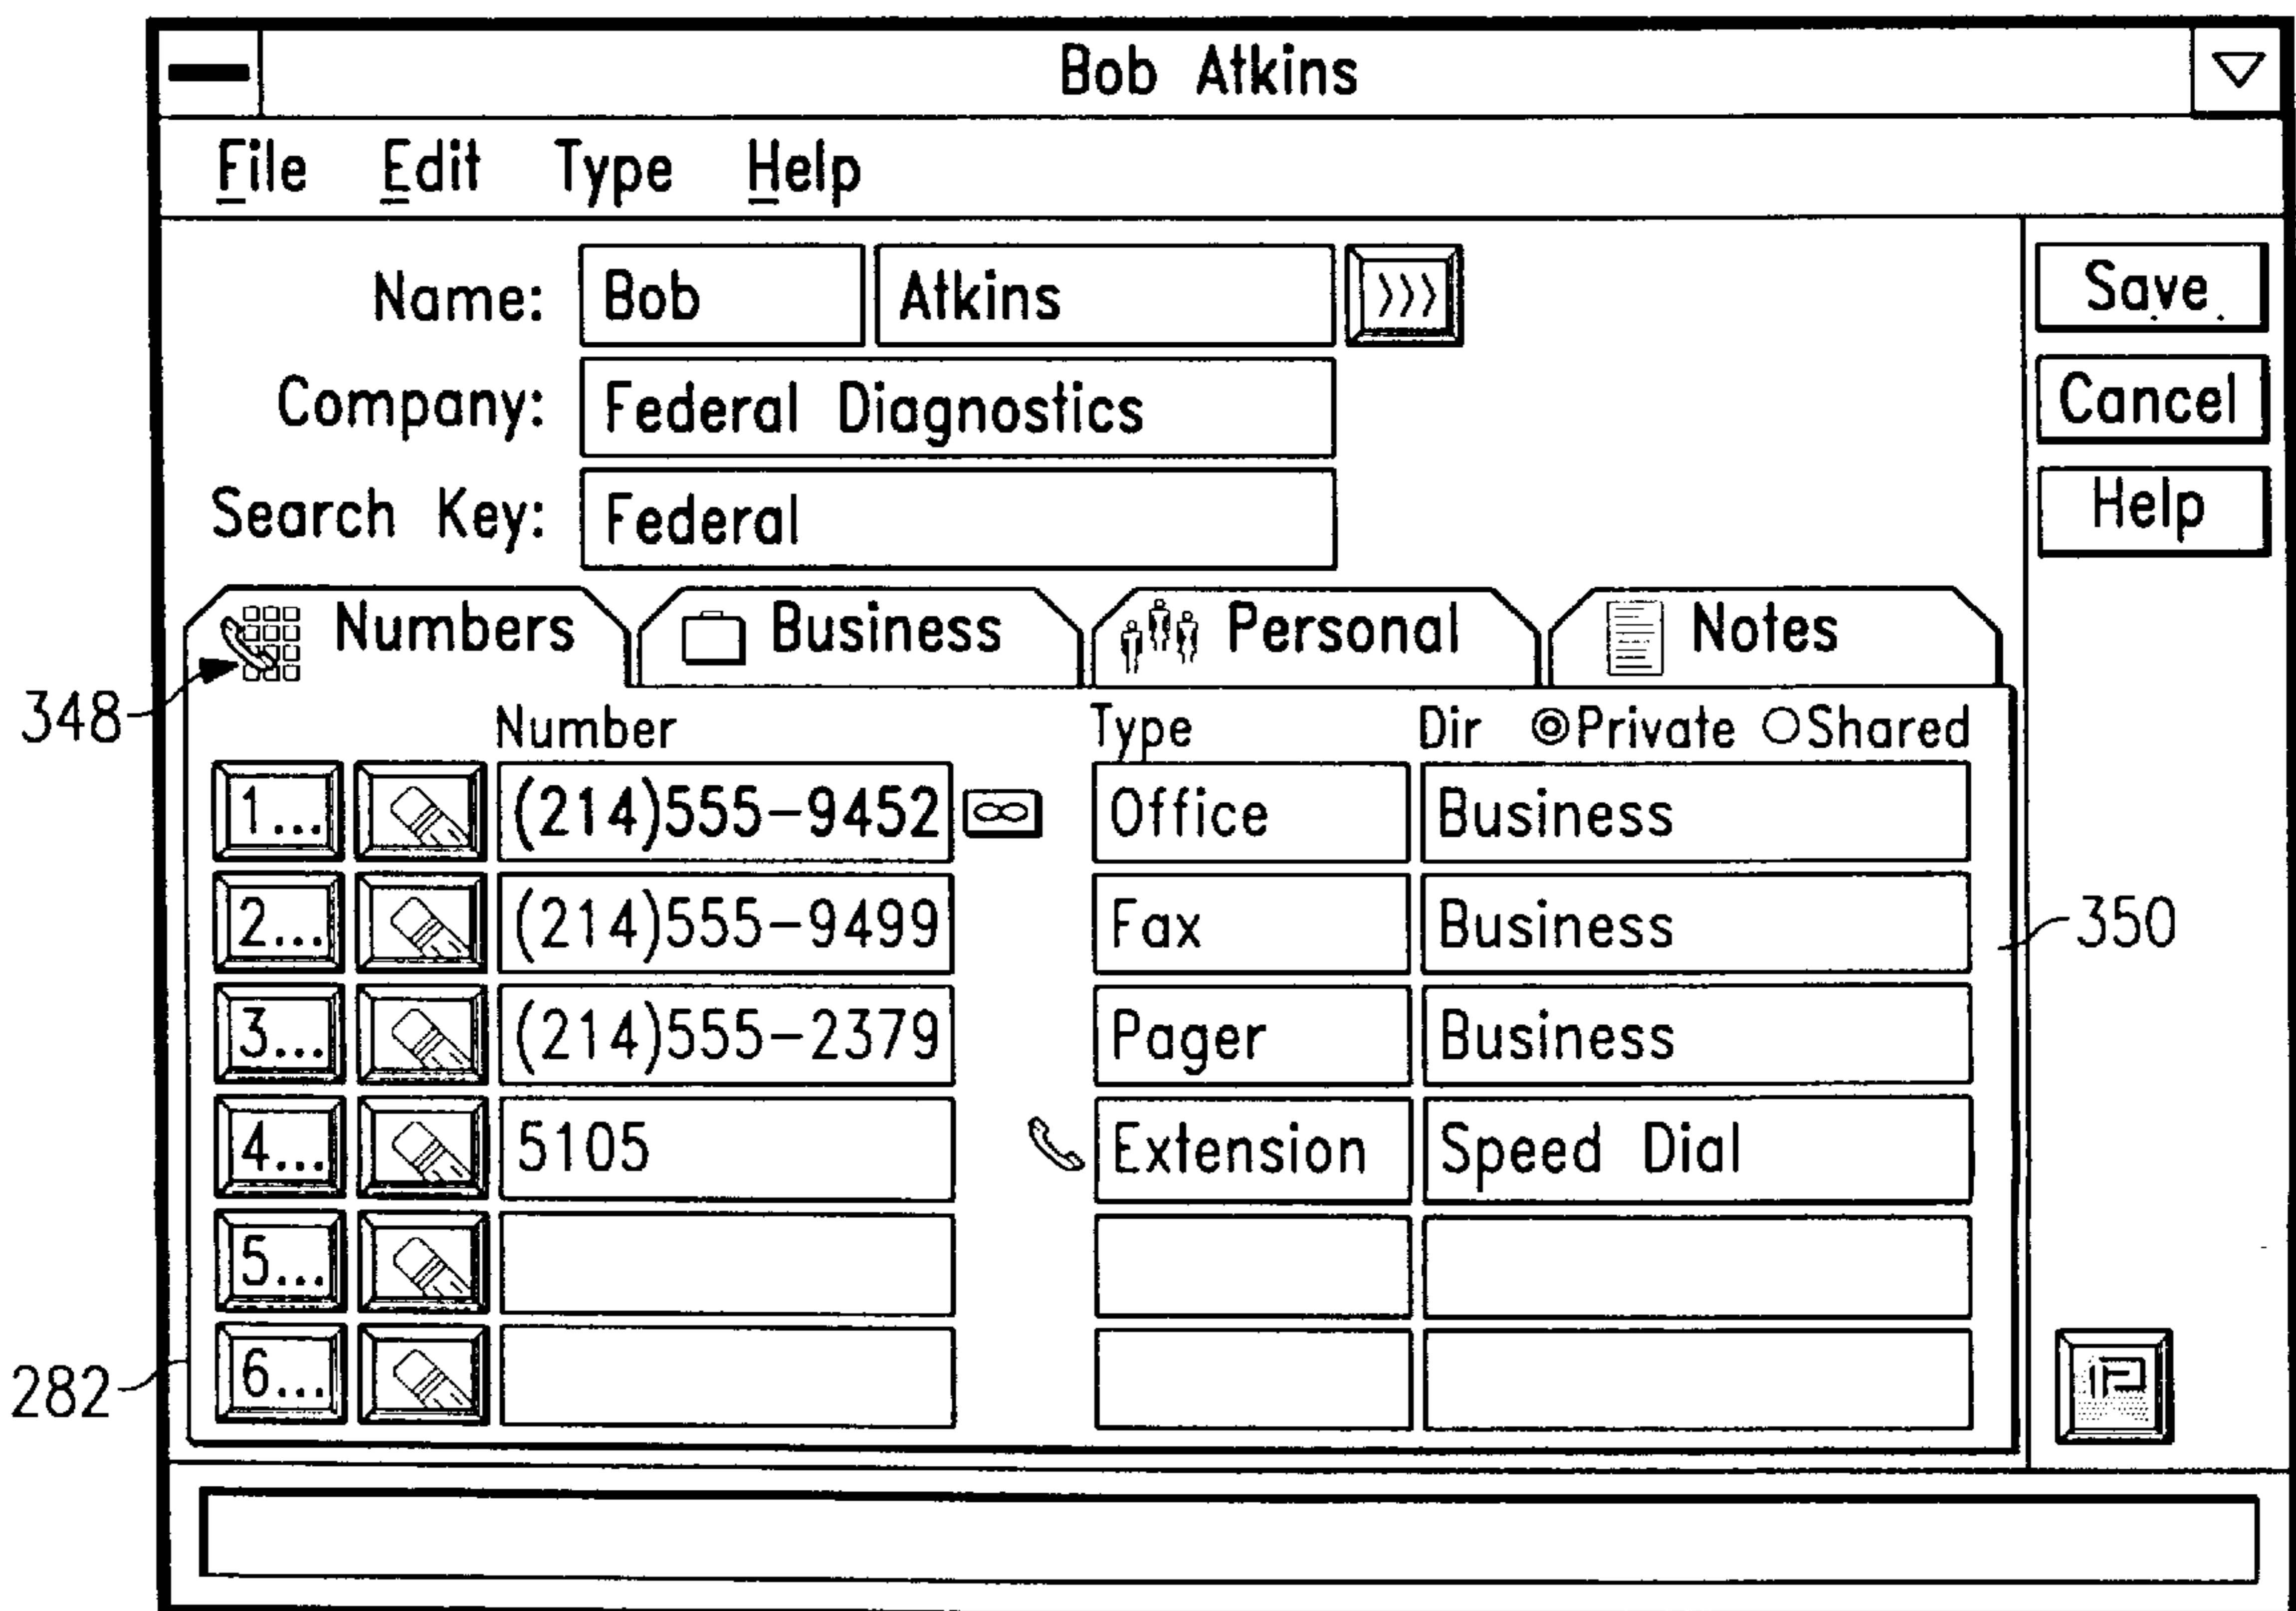 Bob Atkins
File Edit Type Help
Name: Bob Atkins >>> Save
Company: Federal Diagnostics Cancel
Search Key: Federal Help
Numbers Business Personal Notes
348
Number Type Dir Private Shared
1... (214)555-9452 Office Business
2... (214)555-9499 Fax Business 350
3... (214)555-2379 Pager Business
4... 5105 Extension Speed Dial
5...
6...
282